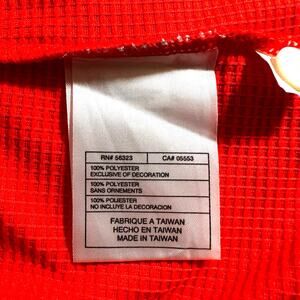 RN# 56323 CA# 05553
100% POLYESTER
EXCLUSIVE OF DECORATION
100% POLYESTER
SANS ORNEMENTS
100% POLIESTER
NO INCLUYE LA DECORACION
FABRIQUE A TAIWAN
HECHO EN TAIWAN
MADE IN TAIWAN